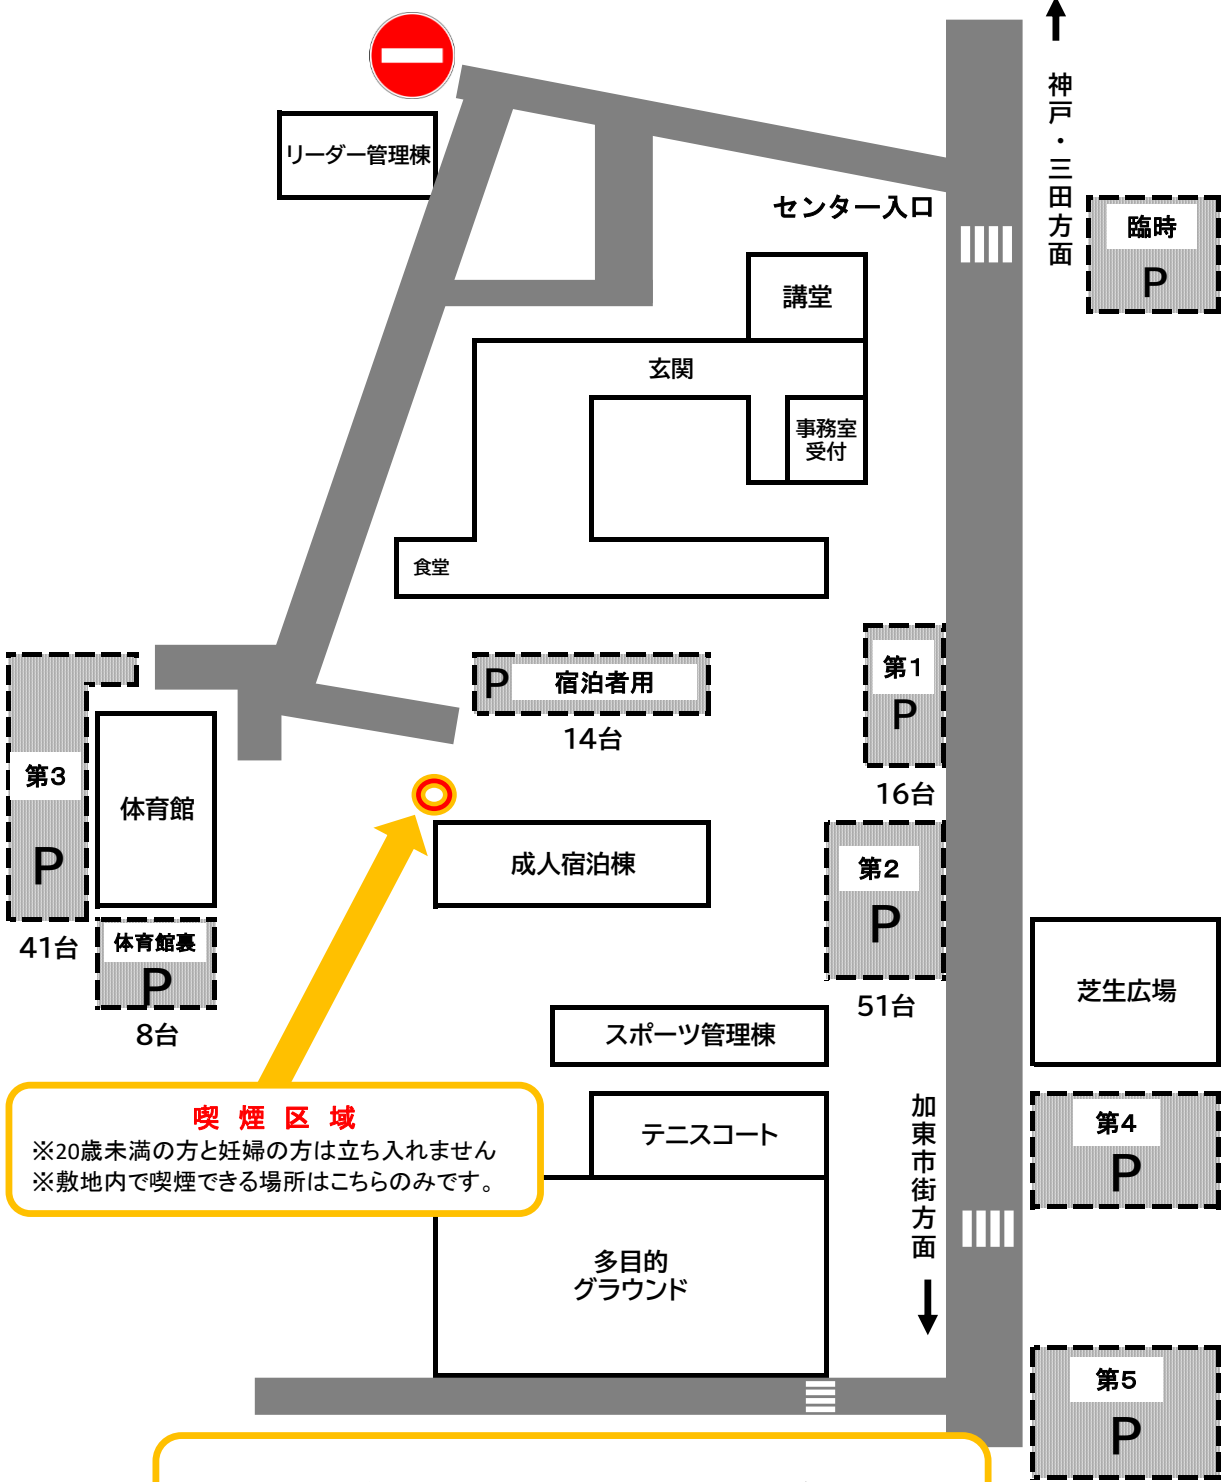 神戸・三田方面
リーダー管理棟
センター入口
臨時
P
講堂
玄関
事務室
受付
食堂
P 宿泊者用
14台
第1
P
16台
第3
P
41台
体育館
体育館裏
P
8台
成人宿泊棟
第2
P
51台
芝生広場
スポーツ管理棟
喫煙区域
※20歳未満の方と妊婦の方は立ち入れません
※敷地内で喫煙できる場所はこちらのみです。
テニスコート
加東市街方面
第4
P
多目的
グラウンド
第5
P